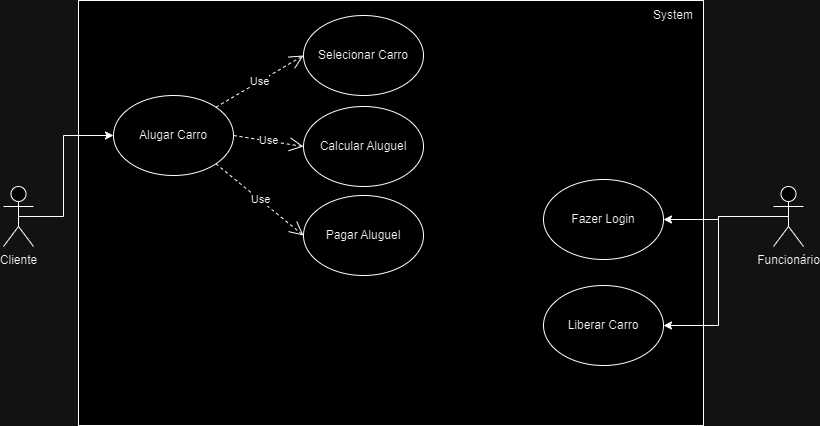 System
Selecionar Carro
Use
Alugar Carro
Use
Calcular Aluguel
Use
Pagar Aluguel
Fazer Login
Cliente
Funcionário
Liberar Carro